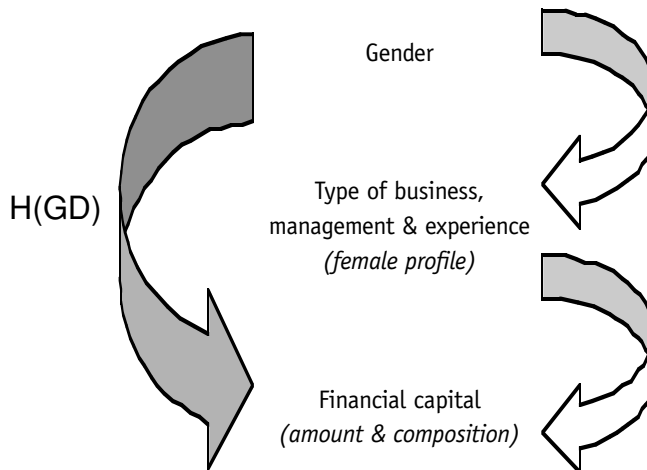 Gender
H(GD)
Type of business,
management & experience
(female profile)
Financial capital
(amount & composition)